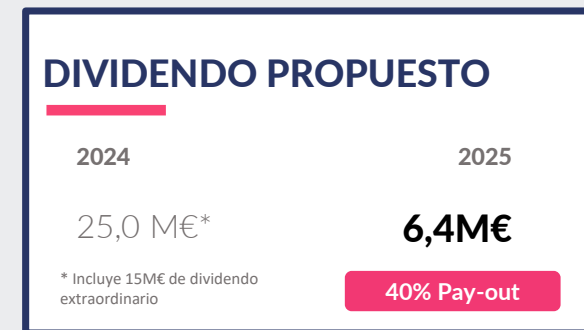 DIVIDENDO PROPUESTO
2024 2025
25,0 M€* 6,4M€
* Incluye 15M€ de dividendo
extraordinario
40% Pay-out